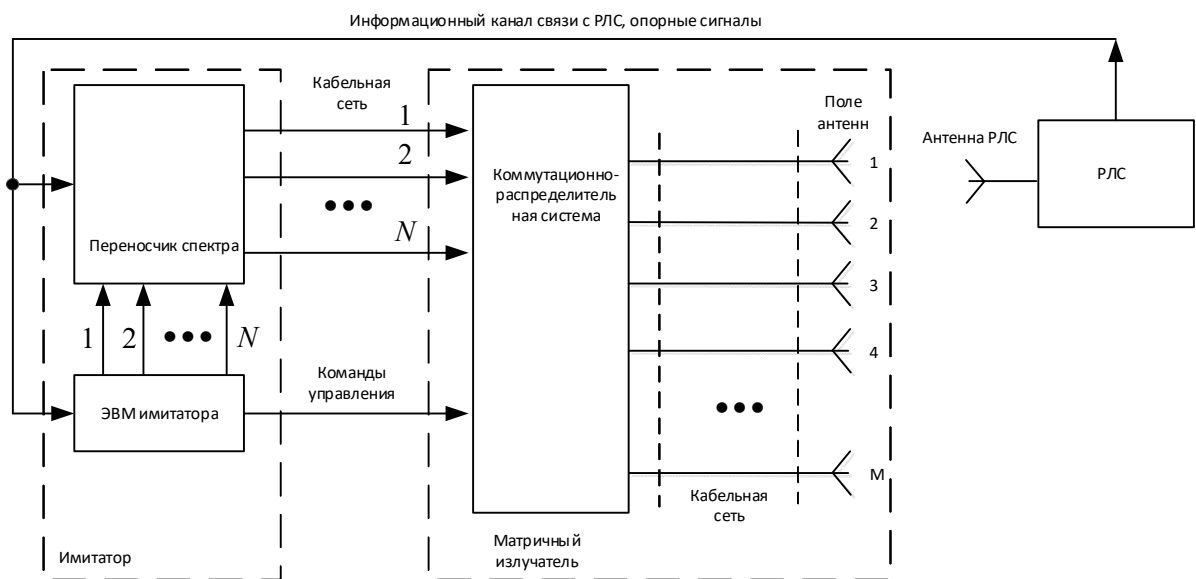 Информационный канал связи с РЛС, опорные сигналы
Кабельная
сеть
1
2
N
Переносчик спектра
1
2
N
ЭВМ имитатора
Команды
управления
Имитатор
Коммутационно-
распределитель
ная система
Поле
антенн
1
2
3
4
М
Кабельная
сеть
Матричный
излучатель
Антенна РЛС
РЛС